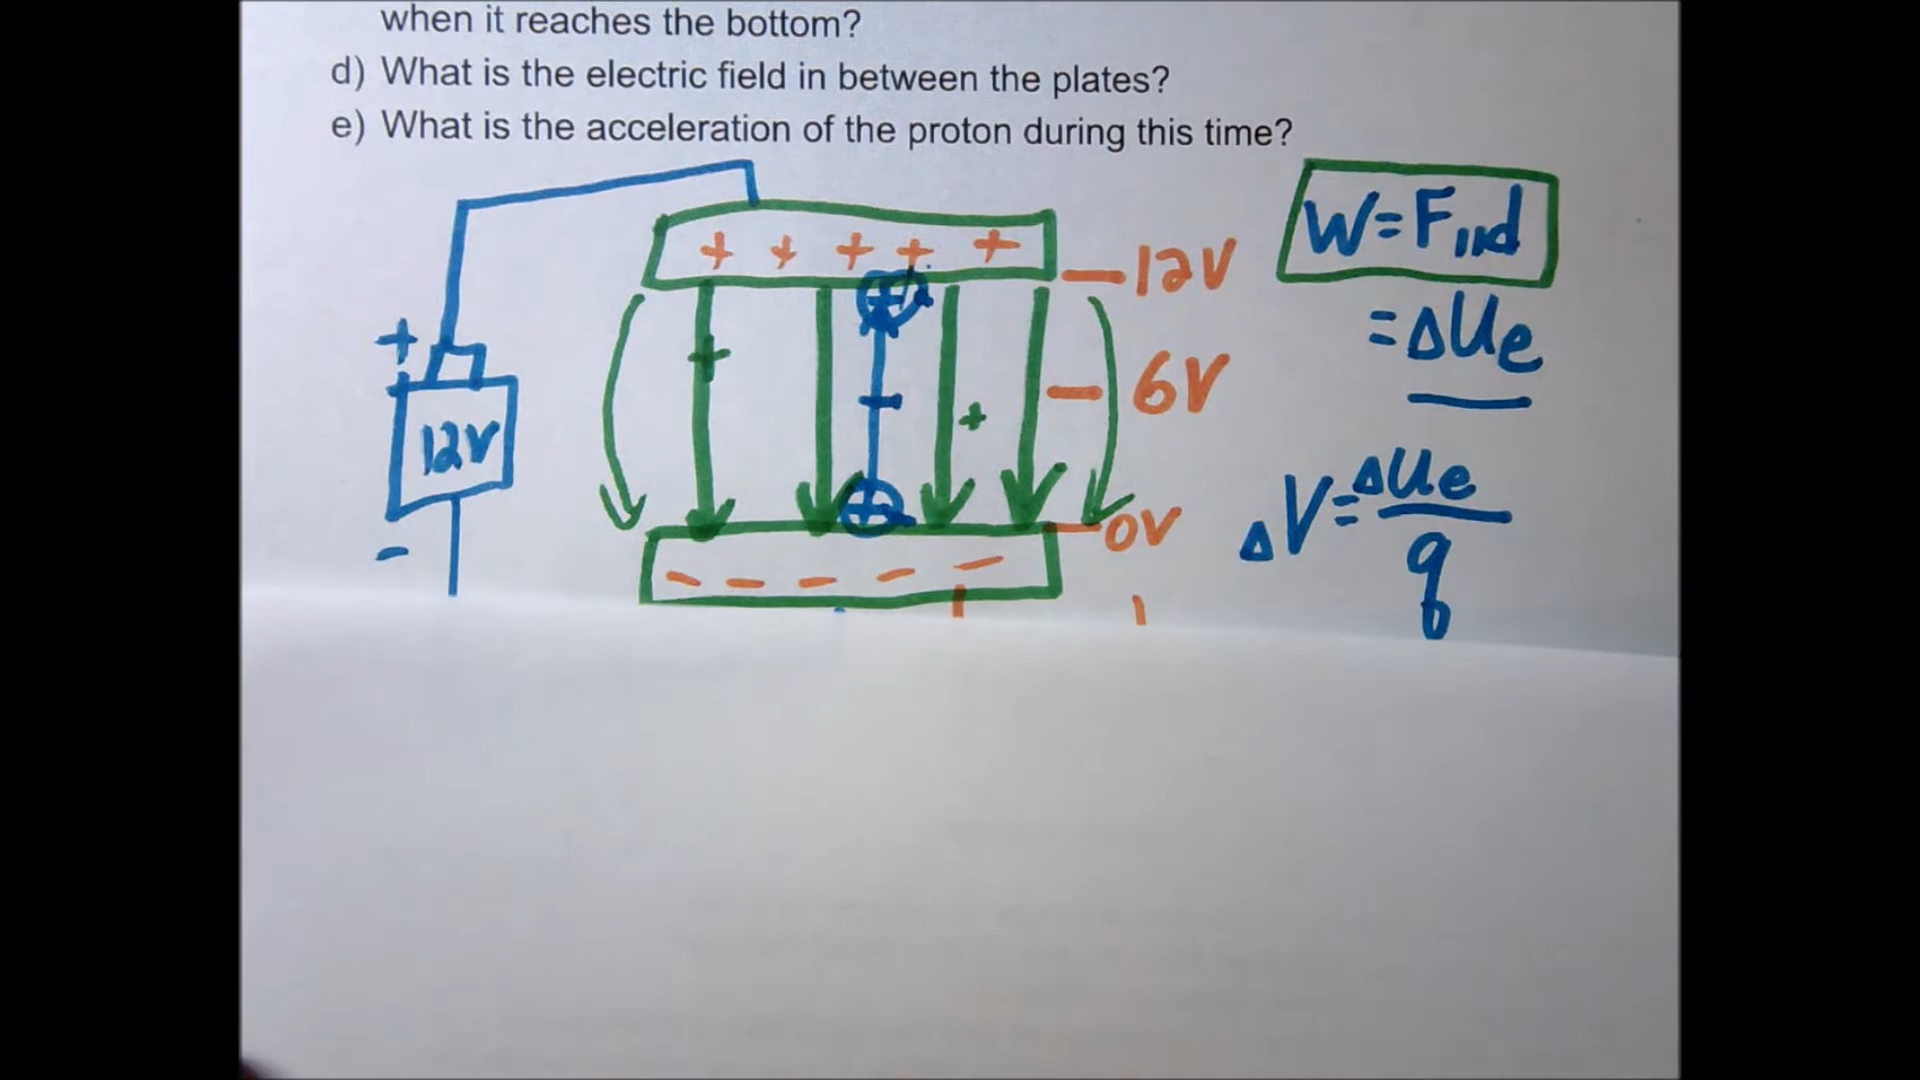 when it reaches the bottom?
d) What is the electric field in between the plates?
e) What is the acceleration of the proton during this time?
W=F||d
+ + + + +
-12V
=ΔUe
+
12V
-
+
+
-6V
ΔV=ΔUe/q
-0V
- - - - -